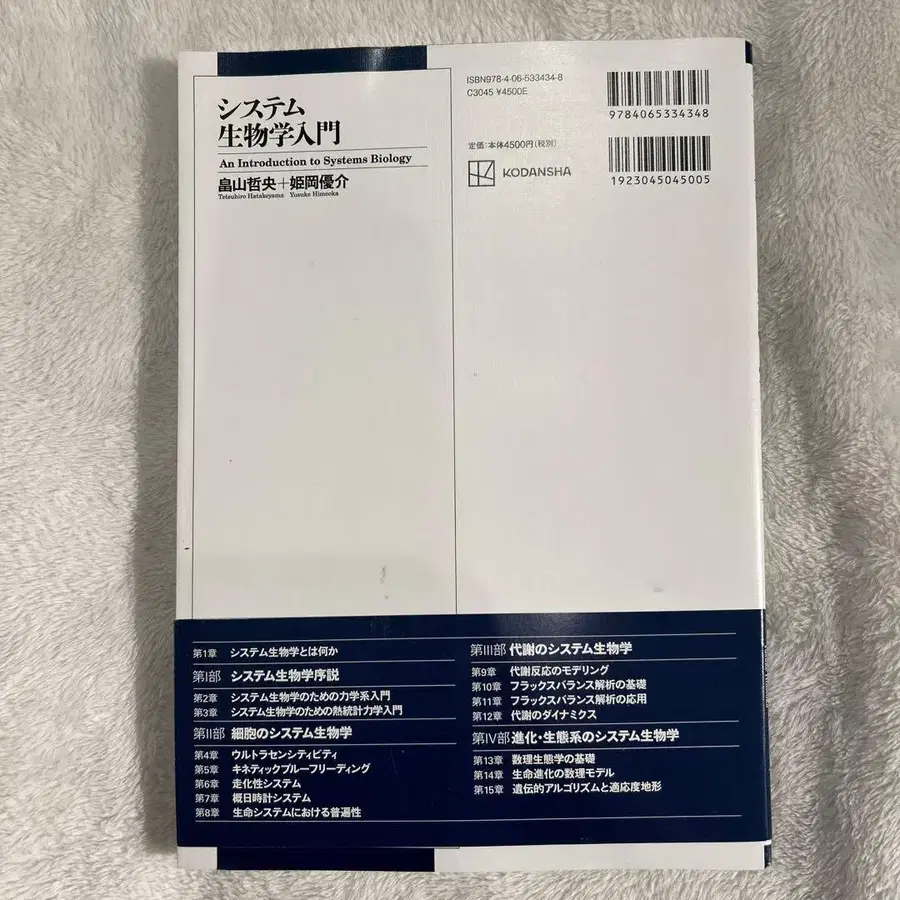 システム
生物学入門
An Introduction to Systems Biology
畠山哲央+姫岡優介
Tetsuhiro Hatakeyama Yusuke Himeoka
ISBN978-4-06-533434-8
C3045 ¥4500E
定価:本体4500円(税別)
KODANSHA
9784065334348
1923045045005
第1章 システム生物学とは何か
第I部 システム生物学序説
第2章 システム生物学のための力学系入門
第3章 システム生物学のための熱統計力学入門
第II部 細胞のシステム生物学
第4章 ウルトラセンシティビティ
第5章 キネティックプルーフリーディング
第6章 走化性システム
第7章 概日時計システム
第8章 生命システムにおける普遍性
第III部 代謝のシステム生物学
第9章 代謝反応のモデリング
第10章 フラックスバランス解析の基礎
第11章 フラックスバランス解析の応用
第12章 代謝のダイナミクス
第IV部 進化・生態系のシステム生物学
第13章 数理生態学の基礎
第14章 生命進化の数理モデル
第15章 遺伝的アルゴリズムと適応度地形